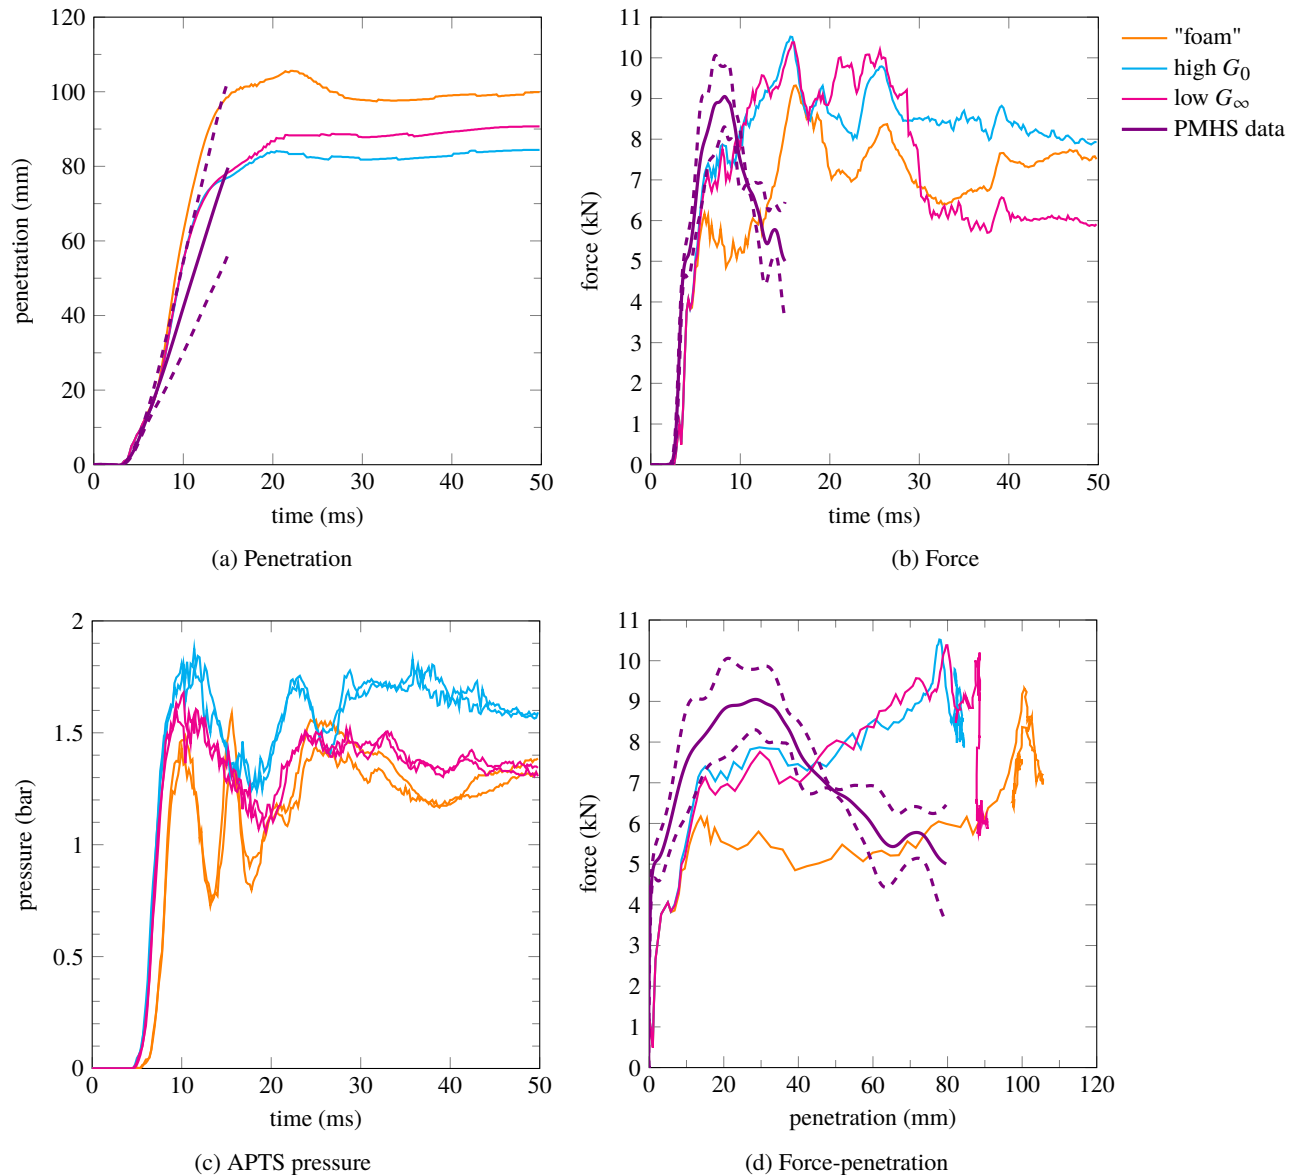 120
100
80
60
40
20
0
0 10 20 30 40 50
penetration (mm)
time (ms)
(a) Penetration
11
10
9
8
7
6
5
4
3
2
1
0
0 10 20 30 40 50
force (kN)
time (ms)
(b) Force
"foam"
high G₀
low G∞
PMHS data
2
1.5
1
0.5
0
0 10 20 30 40 50
pressure (bar)
time (ms)
(c) APTS pressure
11
10
9
8
7
6
5
4
3
2
1
0
0 20 40 60 80 100 120
force (kN)
penetration (mm)
(d) Force-penetration